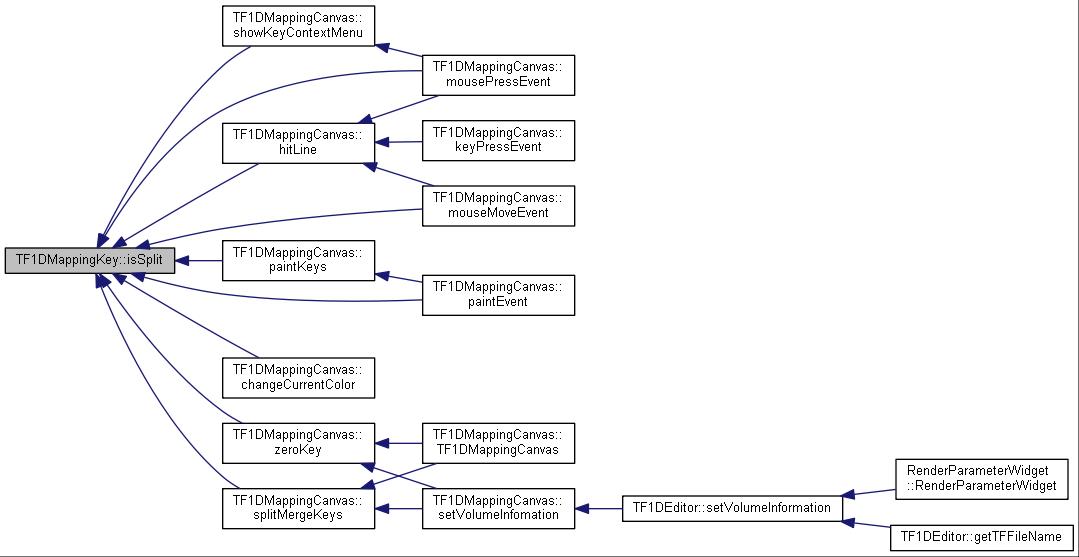 TF1DMappingCanvas::
showKeyContextMenu
TF1DMappingCanvas::
mousePressEvent
TF1DMappingCanvas::
hitLine
TF1DMappingCanvas::
keyPressEvent
TF1DMappingCanvas::
mouseMoveEvent
TF1DMappingKey::isSplit
TF1DMappingCanvas::
paintKeys
TF1DMappingCanvas::
paintEvent
TF1DMappingCanvas::
changeCurrentColor
TF1DMappingCanvas::
zeroKey
TF1DMappingCanvas::
TF1DMappingCanvas
TF1DMappingCanvas::
splitMergeKeys
TF1DMappingCanvas::
setVolumeInfomation
TF1DEditor::setVolumeInformation
RenderParameterWidget
::RenderParameterWidget
TF1DEditor::getTFFileName